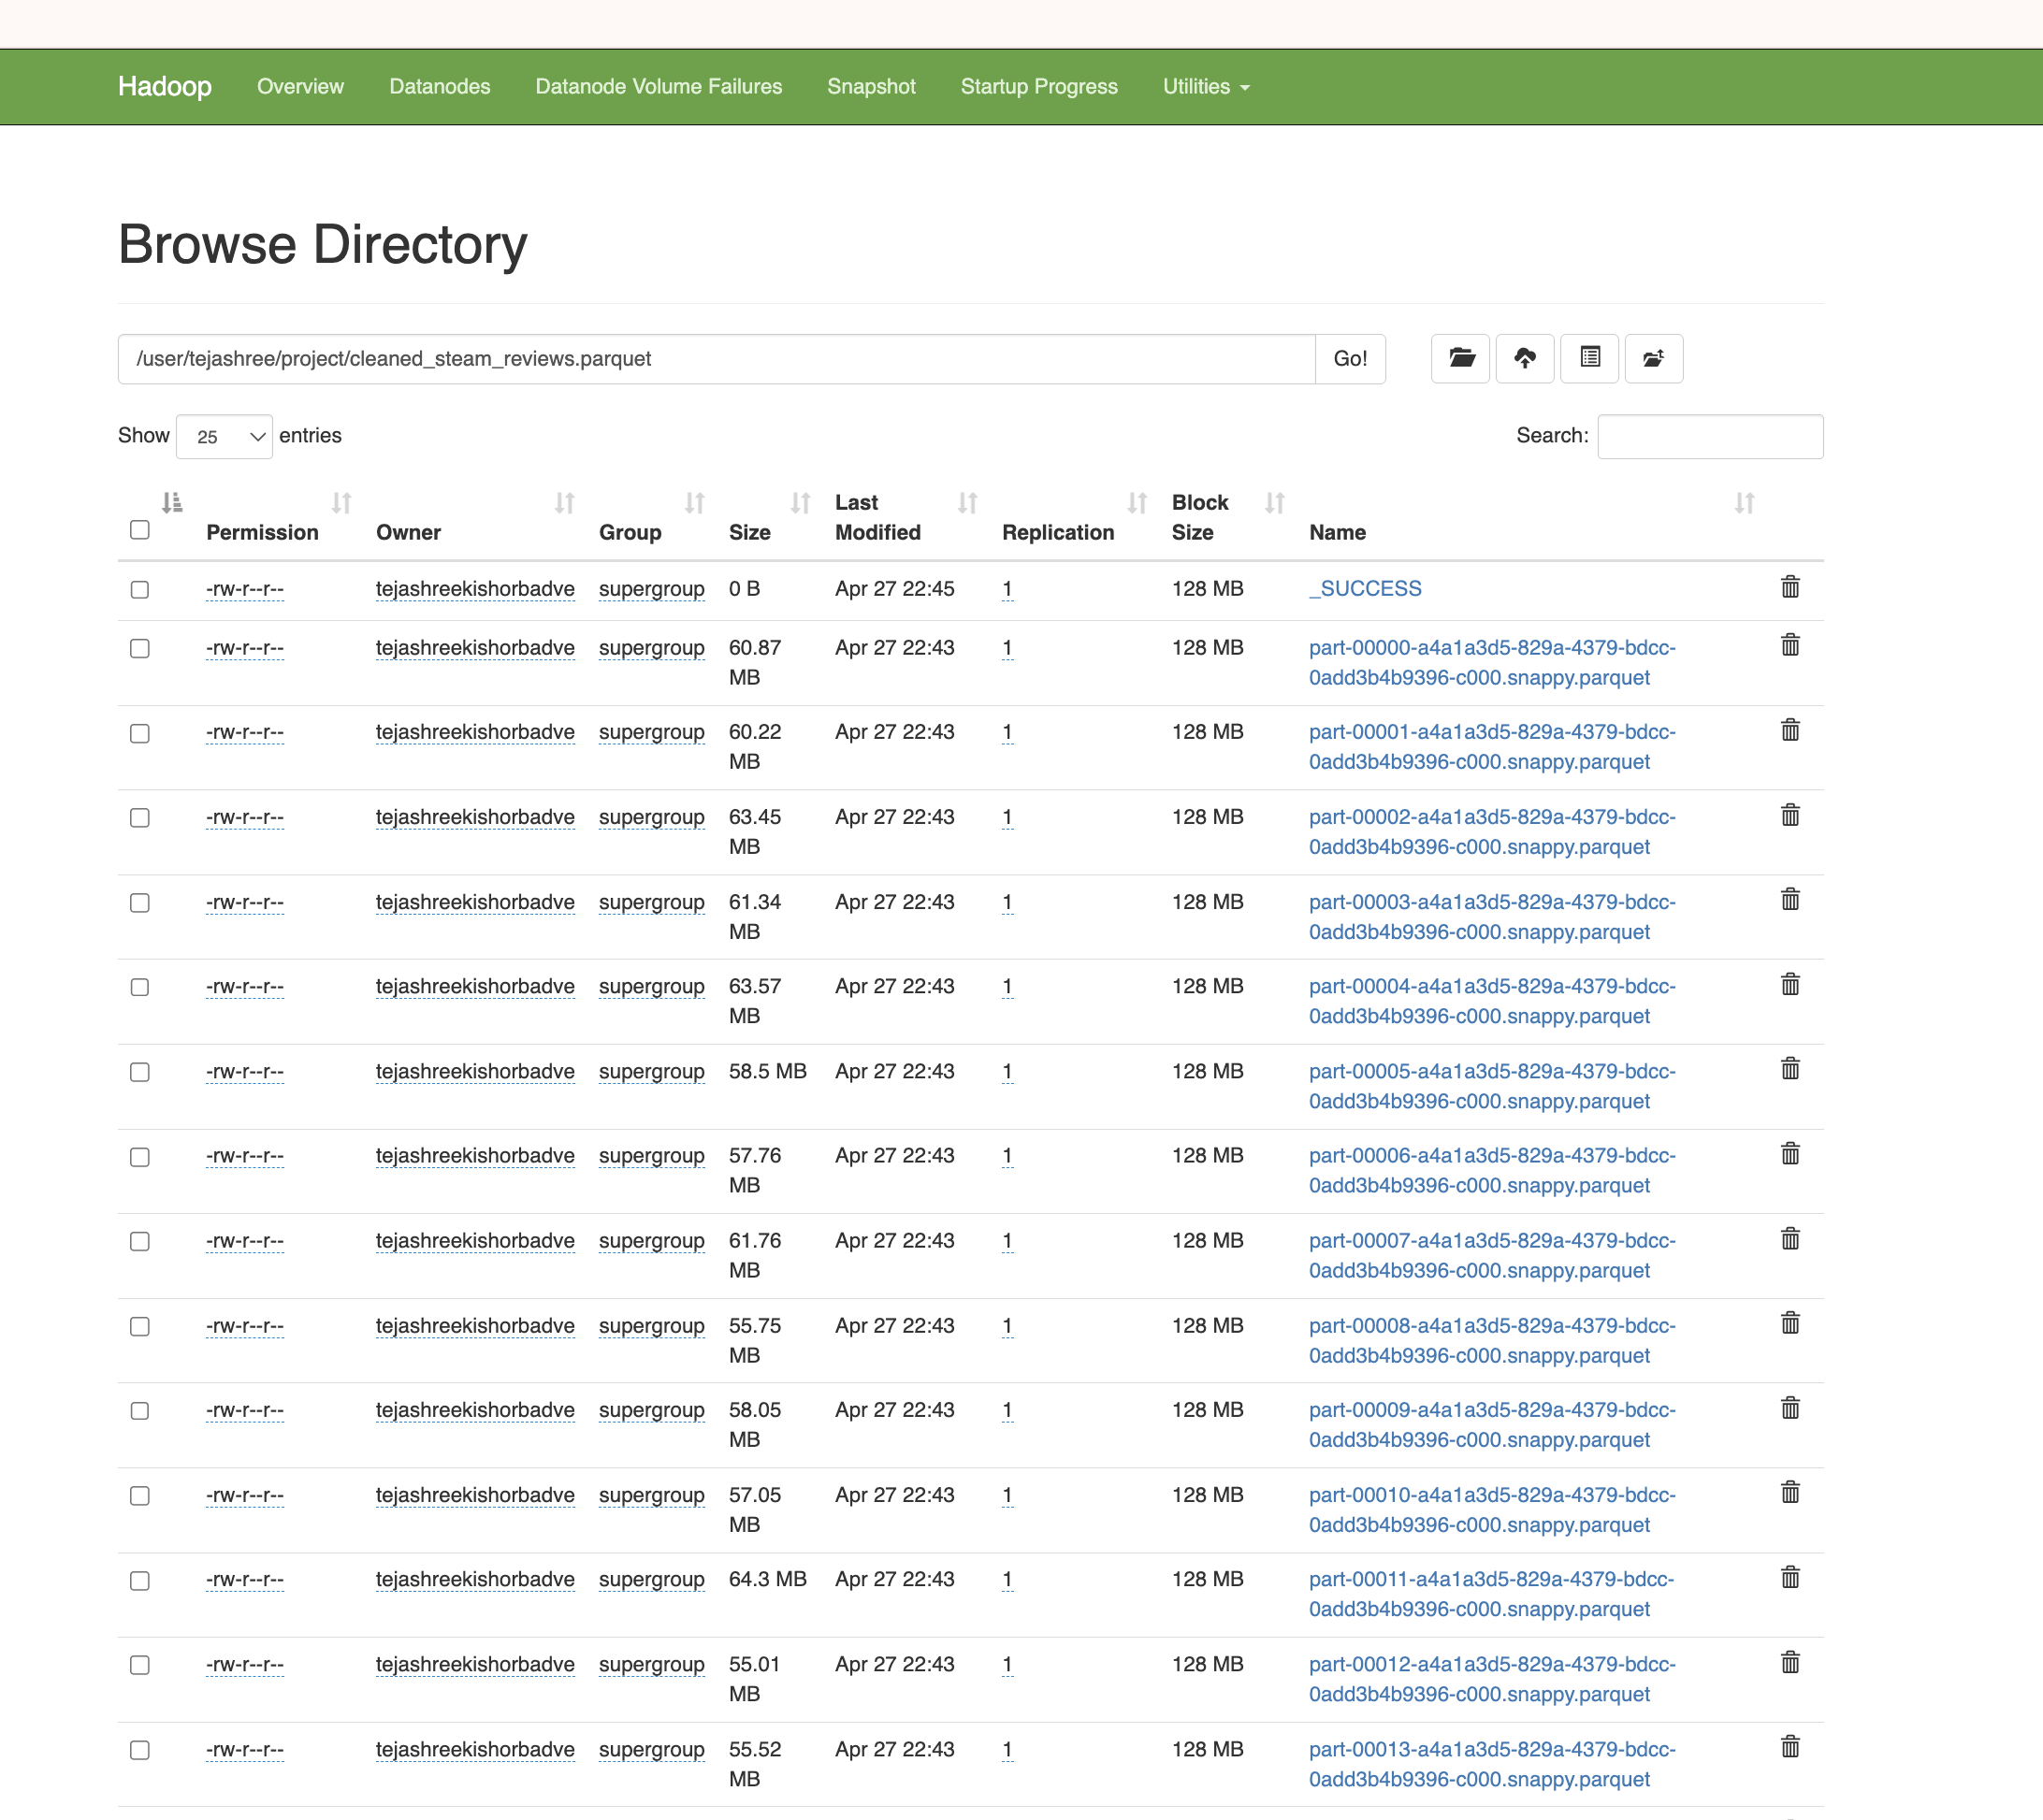 Hadoop Overview Datanodes Datanode Volume Failures Snapshot Startup Progress Utilities
Browse Directory
/user/tejashree/project/cleaned_steam_reviews.parquet Go!
Show 25 entries Search:
Permission Owner Group Size Last Modified Replication Block Size Name
-rw-r--r-- tejashreekishorbadve supergroup 0 B Apr 27 22:45 1 128 MB _SUCCESS
-rw-r--r-- tejashreekishorbadve supergroup 60.87 Apr 27 22:43 1 128 MB part-00000-a4a1a3d5-829a-4379-bdcc-
MB 0add3b4b9396-c000.snappy.parquet
-rw-r--r-- tejashreekishorbadve supergroup 60.22 Apr 27 22:43 1 128 MB part-00001-a4a1a3d5-829a-4379-bdcc-
MB 0add3b4b9396-c000.snappy.parquet
-rw-r--r-- tejashreekishorbadve supergroup 63.45 Apr 27 22:43 1 128 MB part-00002-a4a1a3d5-829a-4379-bdcc-
MB 0add3b4b9396-c000.snappy.parquet
-rw-r--r-- tejashreekishorbadve supergroup 61.34 Apr 27 22:43 1 128 MB part-00003-a4a1a3d5-829a-4379-bdcc-
MB 0add3b4b9396-c000.snappy.parquet
-rw-r--r-- tejashreekishorbadve supergroup 63.57 Apr 27 22:43 1 128 MB part-00004-a4a1a3d5-829a-4379-bdcc-
MB 0add3b4b9396-c000.snappy.parquet
-rw-r--r-- tejashreekishorbadve supergroup 58.5 MB Apr 27 22:43 1 128 MB part-00005-a4a1a3d5-829a-4379-bdcc-
0add3b4b9396-c000.snappy.parquet
-rw-r--r-- tejashreekishorbadve supergroup 57.76 Apr 27 22:43 1 128 MB part-00006-a4a1a3d5-829a-4379-bdcc-
MB 0add3b4b9396-c000.snappy.parquet
-rw-r--r-- tejashreekishorbadve supergroup 61.76 Apr 27 22:43 1 128 MB part-00007-a4a1a3d5-829a-4379-bdcc-
MB 0add3b4b9396-c000.snappy.parquet
-rw-r--r-- tejashreekishorbadve supergroup 55.75 Apr 27 22:43 1 128 MB part-00008-a4a1a3d5-829a-4379-bdcc-
MB 0add3b4b9396-c000.snappy.parquet
-rw-r--r-- tejashreekishorbadve supergroup 58.05 Apr 27 22:43 1 128 MB part-00009-a4a1a3d5-829a-4379-bdcc-
MB 0add3b4b9396-c000.snappy.parquet
-rw-r--r-- tejashreekishorbadve supergroup 57.05 Apr 27 22:43 1 128 MB part-00010-a4a1a3d5-829a-4379-bdcc-
MB 0add3b4b9396-c000.snappy.parquet
-rw-r--r-- tejashreekishorbadve supergroup 64.3 MB Apr 27 22:43 1 128 MB part-00011-a4a1a3d5-829a-4379-bdcc-
0add3b4b9396-c000.snappy.parquet
-rw-r--r-- tejashreekishorbadve supergroup 55.01 Apr 27 22:43 1 128 MB part-00012-a4a1a3d5-829a-4379-bdcc-
MB 0add3b4b9396-c000.snappy.parquet
-rw-r--r-- tejashreekishorbadve supergroup 55.52 Apr 27 22:43 1 128 MB part-00013-a4a1a3d5-829a-4379-bdcc-
MB 0add3b4b9396-c000.snappy.parquet